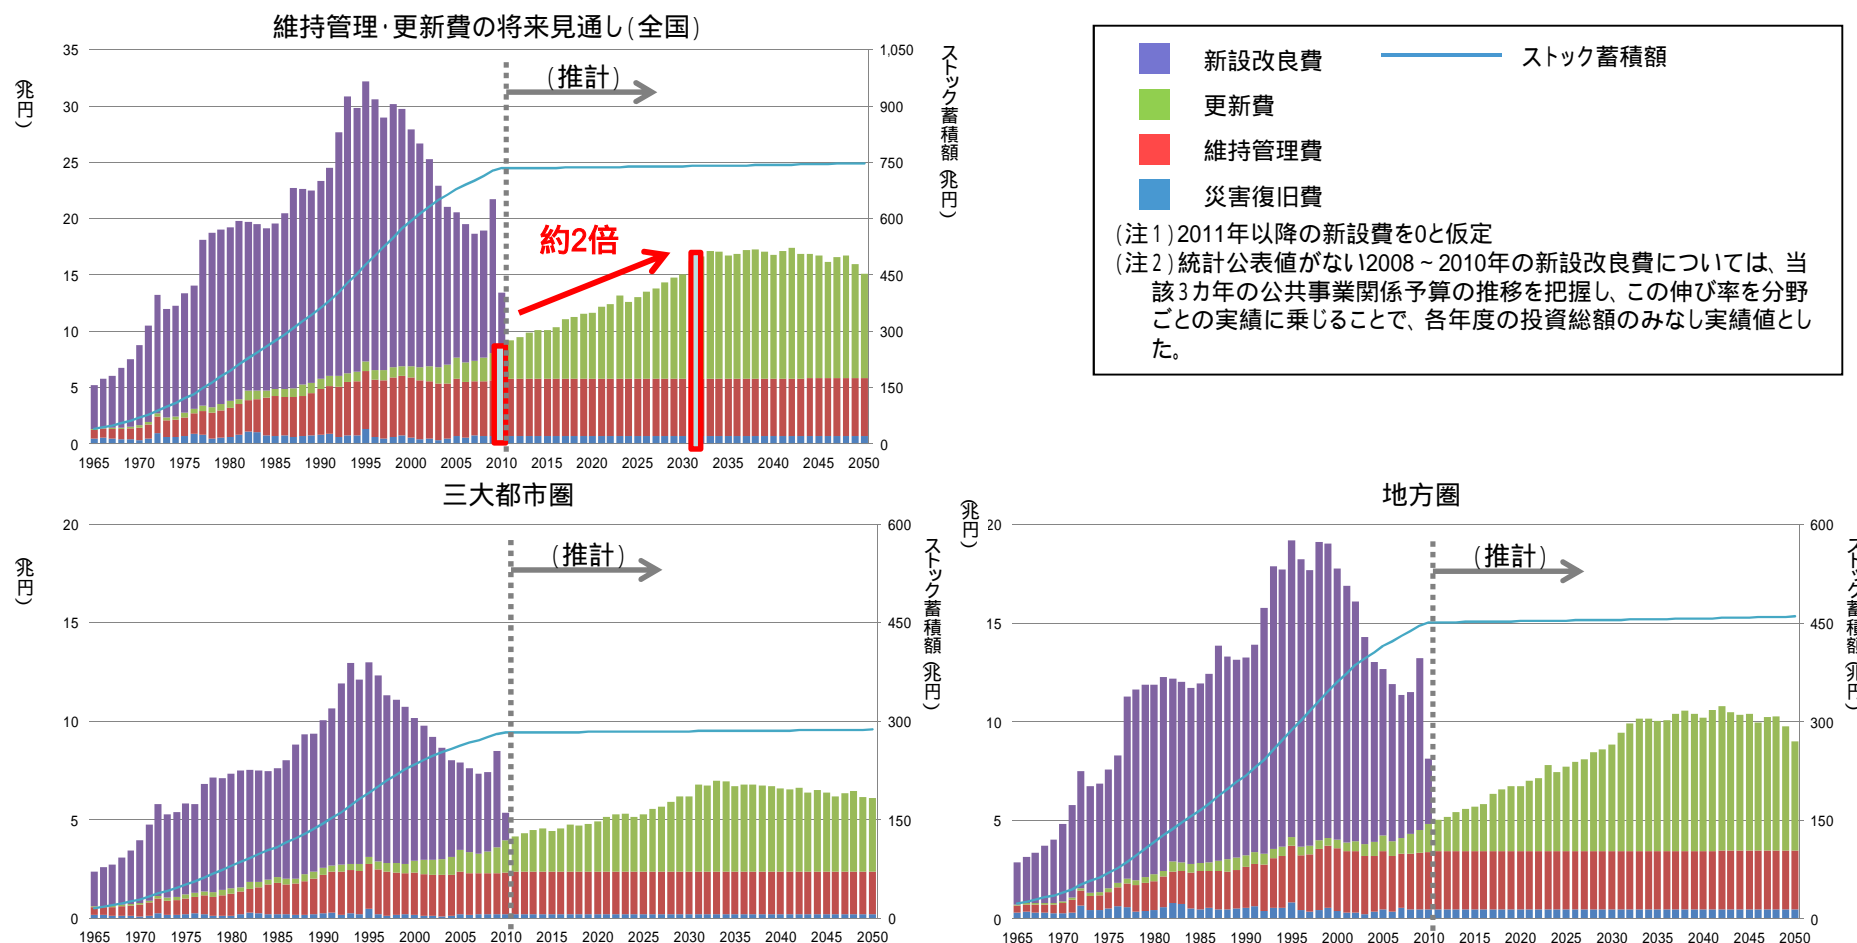 維持管理・更新費の将来見通し(全国)
(兆円)
ストック蓄積額(兆円)
35
30
25
20
15
10
5
0
1,050
900
750
600
450
300
150
0
(推計)
約2倍
1965 1970 1975 1980 1985 1990 1995 2000 2005 2010 2015 2020 2025 2030 2035 2040 2045 2050
新設改良費
ストック蓄積額
更新費
維持管理費
災害復旧費
(注1)2011年以降の新設費を0と仮定
(注2)統計公表値がない2008~2010年の新設改良費については、当
該3カ年の公共事業関係予算の推移を把握し、この伸び率を分野
ごとの実績に乗じることで、各年度の投資総額のみなし実績値とし
た。
三大都市圏
(兆円)
ストック蓄積額(兆円)
20
15
10
5
0
600
450
300
150
0
(推計)
1965 1970 1975 1980 1985 1990 1995 2000 2005 2010 2015 2020 2025 2030 2035 2040 2045 2050
地方圏
(兆円)
ストック蓄積額(兆円)
20
15
10
5
0
600
450
300
150
0
(推計)
1965 1970 1975 1980 1985 1990 1995 2000 2005 2010 2015 2020 2025 2030 2035 2040 2045 2050